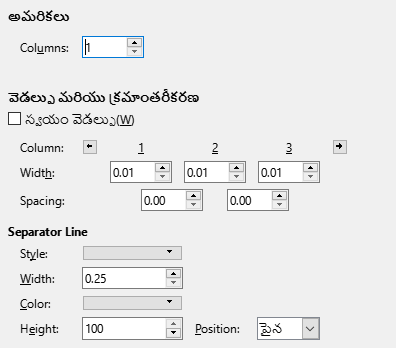 అమరికలు
Columns: 1
వెడల్పు మరియు క్రమాంతరీకరణ
స్వయం వెడల్పు(W)
Column: 1 2 3
Width: 0.01 0.01 0.01
Spacing: 0.00 0.00
Separator Line
Style:
Width: 0.25
Color:
Height: 100 Position: పైన